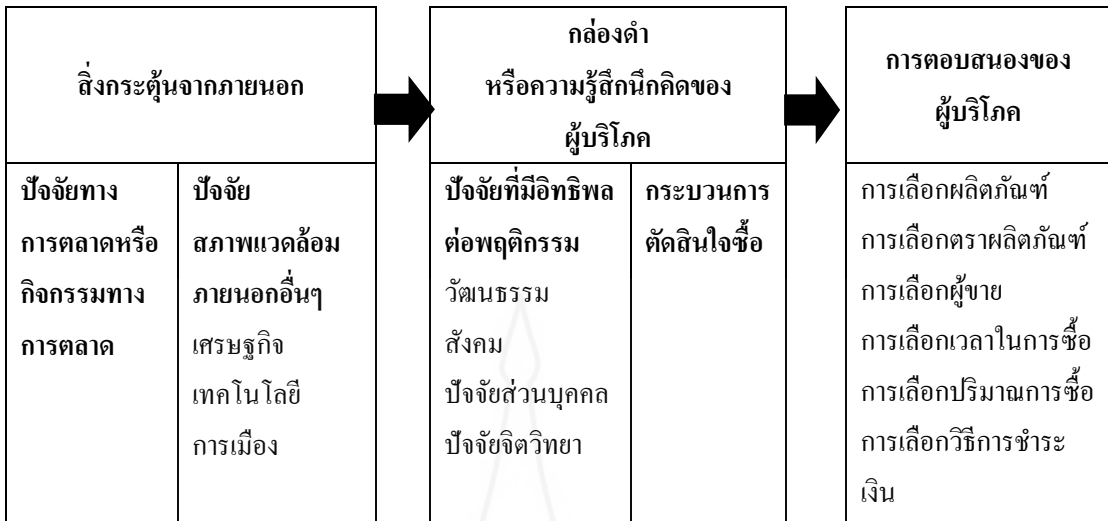 สิ่งกระตุ้นจากภายนอก
ปัจจัยทาง
การตลาดหรือ
กิจกรรมทาง
การตลาด
ปัจจัย
สภาพแวดล้อม
ภายนอกอื่นๆ
เศรษฐกิจ
เทคโนโลยี
การเมือง
กล่องดำ
หรือความรู้สึกนึกคิดของ
ผู้บริโภค
ปัจจัยที่มีอิทธิพล
ต่อพฤติกรรม
วัฒนธรรม
สังคม
ปัจจัยส่วนบุคคล
ปัจจัยจิตวิทยา
กระบวนการ
ตัดสินใจซื้อ
การตอบสนองของ
ผู้บริโภค
การเลือกผลิตภัณฑ์
การเลือกตราผลิตภัณฑ์
การเลือกผู้ขาย
การเลือกเวลาในการซื้อ
การเลือกปริมาณการซื้อ
การเลือกวิธีการชำระ
เงิน